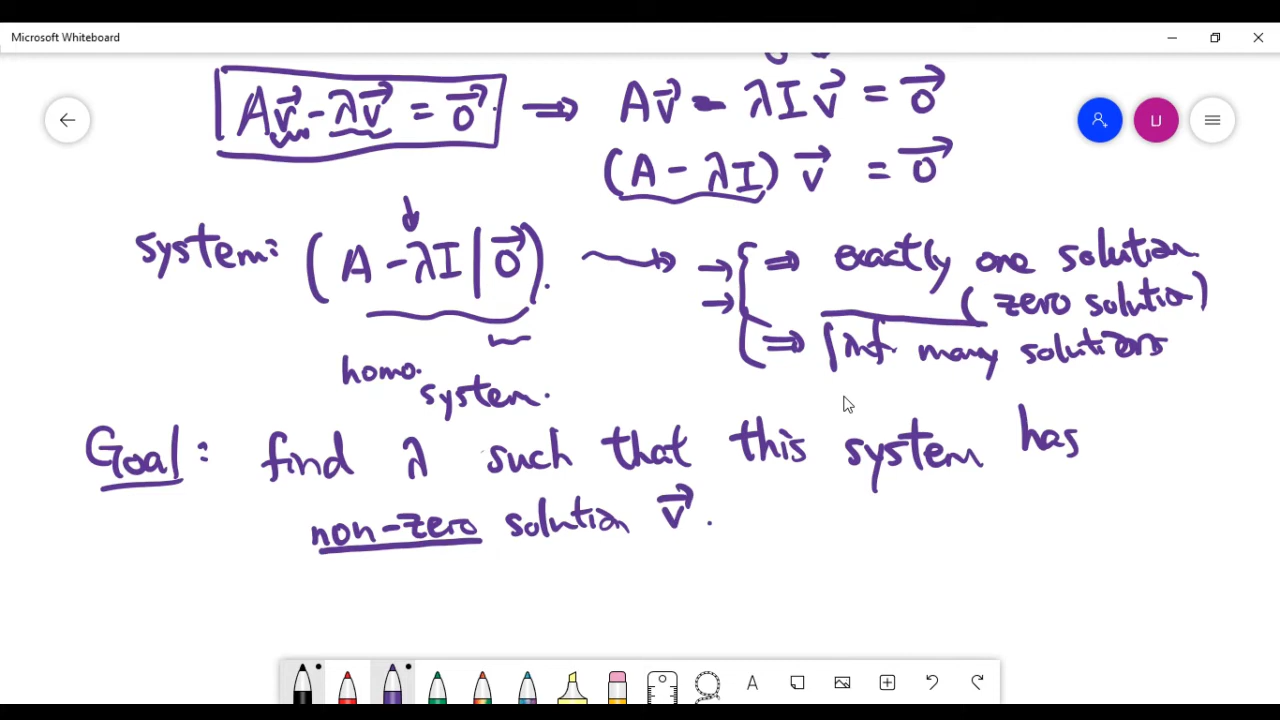 Microsoft Whiteboard
Av⃗ - λv⃗ = 0⃗. ⇒ Av⃗ - λIv⃗ = 0⃗
(A - λI) v⃗ = 0⃗
system: (A - λI | 0⃗). → { ⇒ exactly one solution
(zero solution)
⇒ inf many solutions
homo. system.
Goal: find λ such that this system has
non-zero solution v⃗.